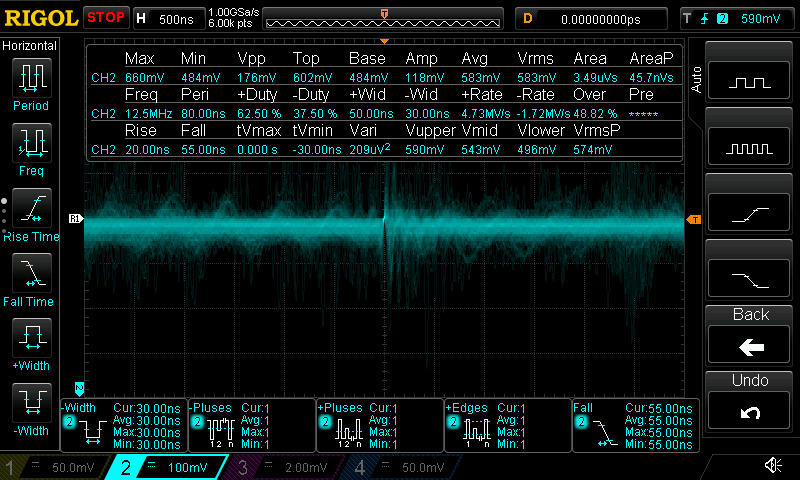 RIGOL STOP H 500ns 1.00GSa/s 6.00k pts T D 0.00000000ps T 2 590mV
Horizontal
Period
Freq
Rise Time
Fall Time
+Width
-Width
Max Min Vpp Top Base Amp Avg Vrms Area AreaP
CH2 660mV 484mV 176mV 602mV 484mV 118mV 583mV 583mV 3.49uVs 45.7nVs
Freq Peri +Duty -Duty +Wid -Wid +Rate -Rate Over Pre
CH2 12.5MHz 80.00ns 62.50 % 37.50 % 50.00ns 30.00ns 4.73MV/s -1.72MV/s 48.82 % *****
Rise Fall tVmax tVmin Vari Vupper Vmid Vlower VrmsP
CH2 20.00ns 55.00ns 0.000 s -30.00ns 209uV² 590mV 543mV 496mV 574mV
R1
T
2
Auto
Back
Undo
-Width Cur:30.00ns
2 Avg:30.00ns
Max:30.00ns
Min:30.00ns
-Pluses Cur:1
2 Avg:1
Max:1
1 2 n Min:1
+Pluses Cur:1
2 Avg:1
Max:1
1 2 n Min:1
+Edges Cur:1
2 Avg:1
Max:1
1 n Min:1
Fall Cur:55.00ns
2 Avg:55.00ns
Max:55.00ns
Min:55.00ns
1 50.0mV 2 100mV 3 2.00mV 4 50.0mV